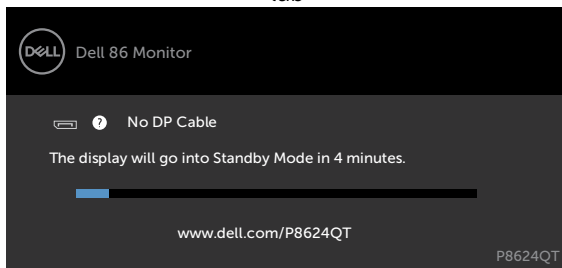 DELL
Dell 86 Monitor
?
No DP Cable
The display will go into Standby Mode in 4 minutes.
www.dell.com/P8624QT
P8624QT